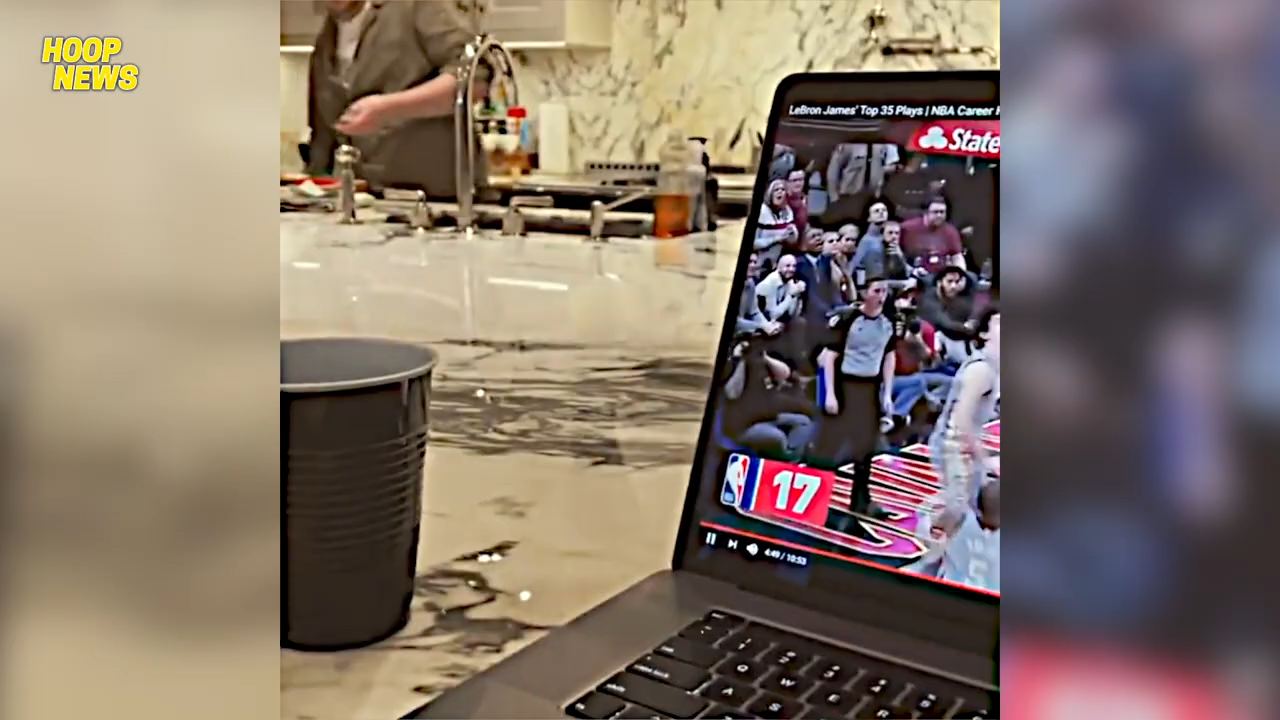 HOOP
NEWS
LeBron James' Top 35 Plays | NBA Career
State
17
4:49 / 10:53
Q
W
A
S